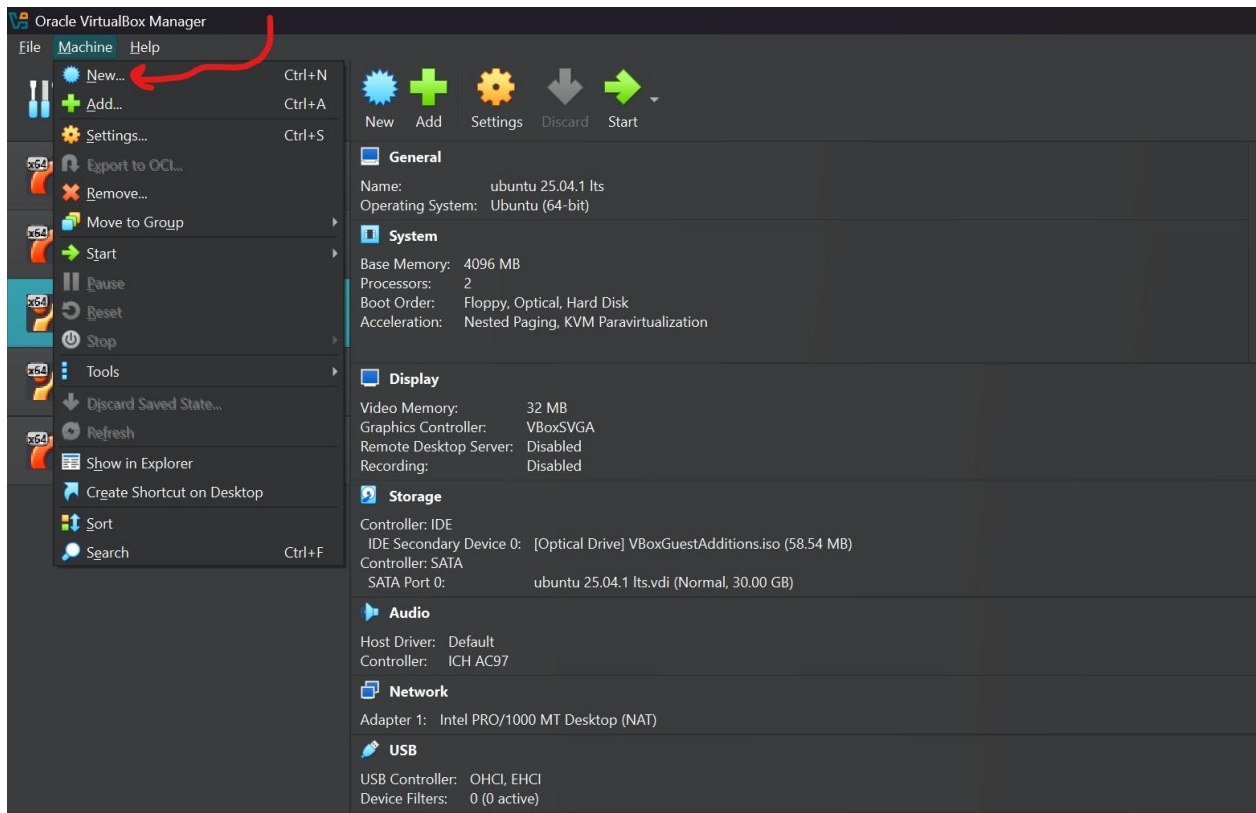 Oracle VirtualBox Manager
File Machine Help
New... Ctrl+N
Add... Ctrl+A
Settings... Ctrl+S
Export to OCI...
Remove...
Move to Group
Start
Pause
Reset
Stop
Tools
Discard Saved State...
Refresh
Show in Explorer
Create Shortcut on Desktop
Sort
Search Ctrl+F
x64
x64
x64
x64
x64
New Add Settings Discard Start
General
Name: ubuntu 25.04.1 lts
Operating System: Ubuntu (64-bit)
System
Base Memory: 4096 MB
Processors: 2
Boot Order: Floppy, Optical, Hard Disk
Acceleration: Nested Paging, KVM Paravirtualization
Display
Video Memory: 32 MB
Graphics Controller: VBoxSVGA
Remote Desktop Server: Disabled
Recording: Disabled
Storage
Controller: IDE
IDE Secondary Device 0: [Optical Drive] VBoxGuestAdditions.iso (58.54 MB)
Controller: SATA
SATA Port 0: ubuntu 25.04.1 lts.vdi (Normal, 30.00 GB)
Audio
Host Driver: Default
Controller: ICH AC97
Network
Adapter 1: Intel PRO/1000 MT Desktop (NAT)
USB
USB Controller: OHCI, EHCI
Device Filters: 0 (0 active)